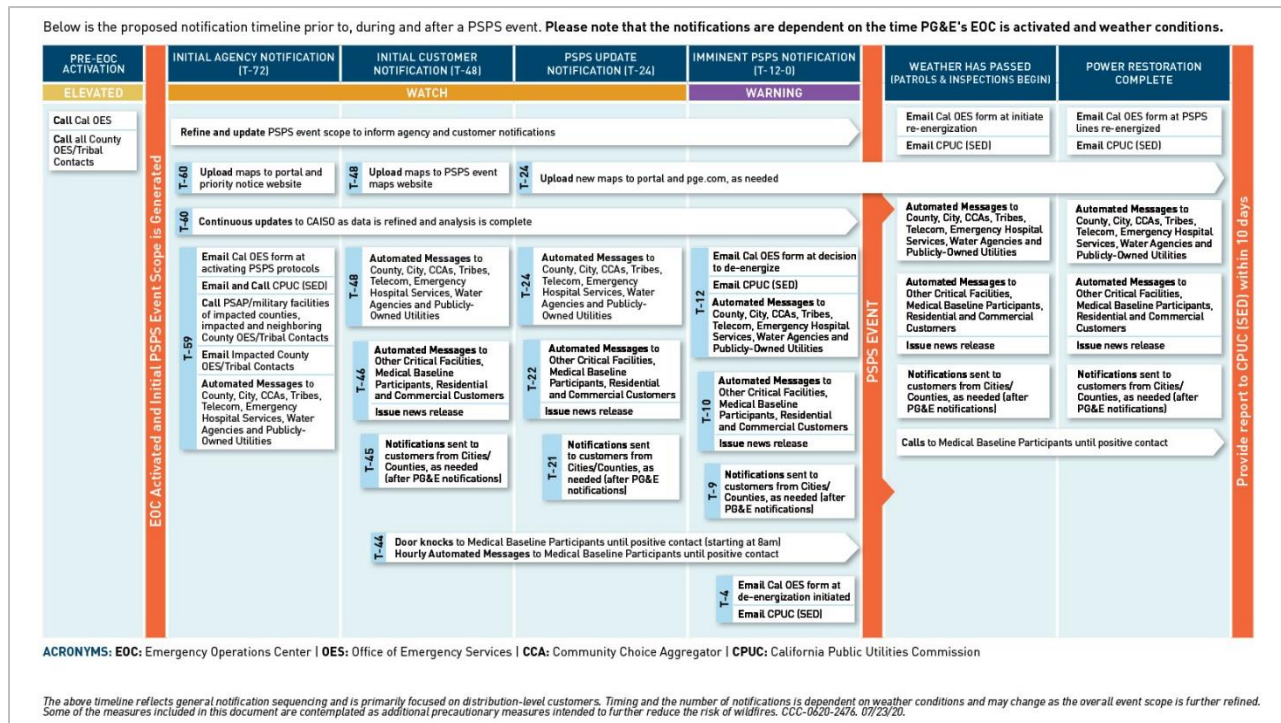 Below is the proposed notification timeline prior to, during and after a PSPS event. Please note that the notifications are dependent on the time PG&E's EOC is activated and weather conditions.
PRE-EOC
ACTIVATION
ELEVATED
Call Cal OES
Call all County
OES/Tribal
Contacts
EOC Activated and Initial PSPS Event Scope is Generated
INITIAL AGENCY NOTIFICATION
(T-72)
INITIAL CUSTOMER
NOTIFICATION (T-48)
PSPS UPDATE
NOTIFICATION (T-24)
WATCH
IMMINENT PSPS NOTIFICATION
(T-12-0)
WARNING
WEATHER HAS PASSED
(PATROLS & INSPECTIONS BEGIN)
POWER RESTORATION
COMPLETE
Refine and update PSPS event scope to inform agency and customer notifications
Email Cal OES form at initiate
re-energization
Email CPUC (SED)
Email Cal OES form at PSPS
lines re-energized
Email CPUC (SED)
T-60
Upload maps to portal and
priority notice website
T-48
Upload maps to PSPS event
maps website
T-24
Upload new maps to portal and pge.com, as needed
T-60
Continuous updates to CAISO as data is refined and analysis is complete
T-59
Email Cal OES form at
activating PSPS protocols
Email and Call CPUC (SED)
Call PSAP/military facilities
of impacted counties,
impacted and neighboring
County OES/Tribal Contacts
Email Impacted County
OES/Tribal Contacts
Automated Messages to
County, City, CCAs, Tribes,
Telecom, Emergency
Hospital Services, Water
Agencies and Publicly-
Owned Utilities
T-48
Automated Messages to
County, City, CCAs, Tribes,
Telecom, Emergency
Hospital Services, Water
Agencies and Publicly-
Owned Utilities
T-46
Automated Messages to
Other Critical Facilities,
Medical Baseline
Participants, Residential
and Commercial Customers
Issue news release
T-45
Notifications sent to
customers from Cities/
Counties, as needed
(after PG&E notifications)
T-24
Automated Messages to
County, City, CCAs, Tribes,
Telecom, Emergency
Hospital Services, Water
Agencies and Publicly-
Owned Utilities
T-22
Automated Messages to
Other Critical Facilities,
Medical Baseline
Participants, Residential
and Commercial Customers
Issue news release
T-21
Notifications sent
to customers from
Cities/Counties, as
needed (after PG&E
notifications)
T-12
Email Cal OES form at decision
to de-energize
Email CPUC (SED)
Automated Messages to
County, City, CCAs, Tribes,
Telecom, Emergency Hospital
Services, Water Agencies and
Publicly-Owned Utilities
T-10
Automated Messages to
Other Critical Facilities,
Medical Baseline
Participants, Residential
and Commercial Customers
Issue news release
T-9
Notifications sent to
customers from Cities/
Counties, as needed (after
PG&E notifications)
T-44
Door knocks to Medical Baseline Participants until positive contact (starting at 8am)
Hourly Automated Messages to Medical Baseline Participants until positive contact
T-4
Email Cal OES form at
de-energization initiated
Email CPUC (SED)
PSPS EVENT
Automated Messages to
County, City, CCAs, Tribes,
Telecom, Emergency Hospital
Services, Water Agencies and
Publicly-Owned Utilities
Automated Messages to
Other Critical Facilities,
Medical Baseline Participants,
Residential and Commercial
Customers
Issue news release
Notifications sent to
customers from Cities/
Counties, as needed (after
PG&E notifications)
Automated Messages to
County, City, CCAs, Tribes,
Telecom, Emergency Hospital
Services, Water Agencies and
Publicly-Owned Utilities
Automated Messages to
Other Critical Facilities,
Medical Baseline Participants,
Residential and Commercial
Customers
Issue news release
Notifications sent to
customers from Cities/
Counties, as needed (after
PG&E notifications)
Calls to Medical Baseline Participants until positive contact
Provide report to CPUC (SED) within 10 days
ACRONYMS: EOC: Emergency Operations Center | OES: Office of Emergency Services | CCA: Community Choice Aggregator | CPUC: California Public Utilities Commission
The above timeline reflects general notification sequencing and is primarily focused on distribution-level customers. Timing and the number of notifications is dependent on weather conditions and may change as the overall event scope is further refined.
Some of the measures included in this document are contemplated as additional precautionary measures intended to further reduce the risk of wildfires. CCC-0620-2476. 07/23/20.